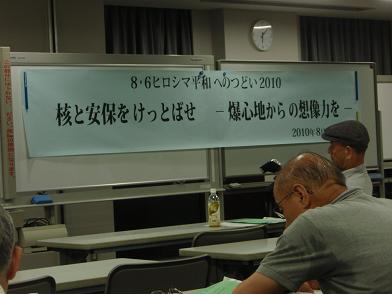 8・6ヒロシマ平和へのつどい2010
核と安保をけっとばせ　－爆心地からの想像力を－
2010年8月